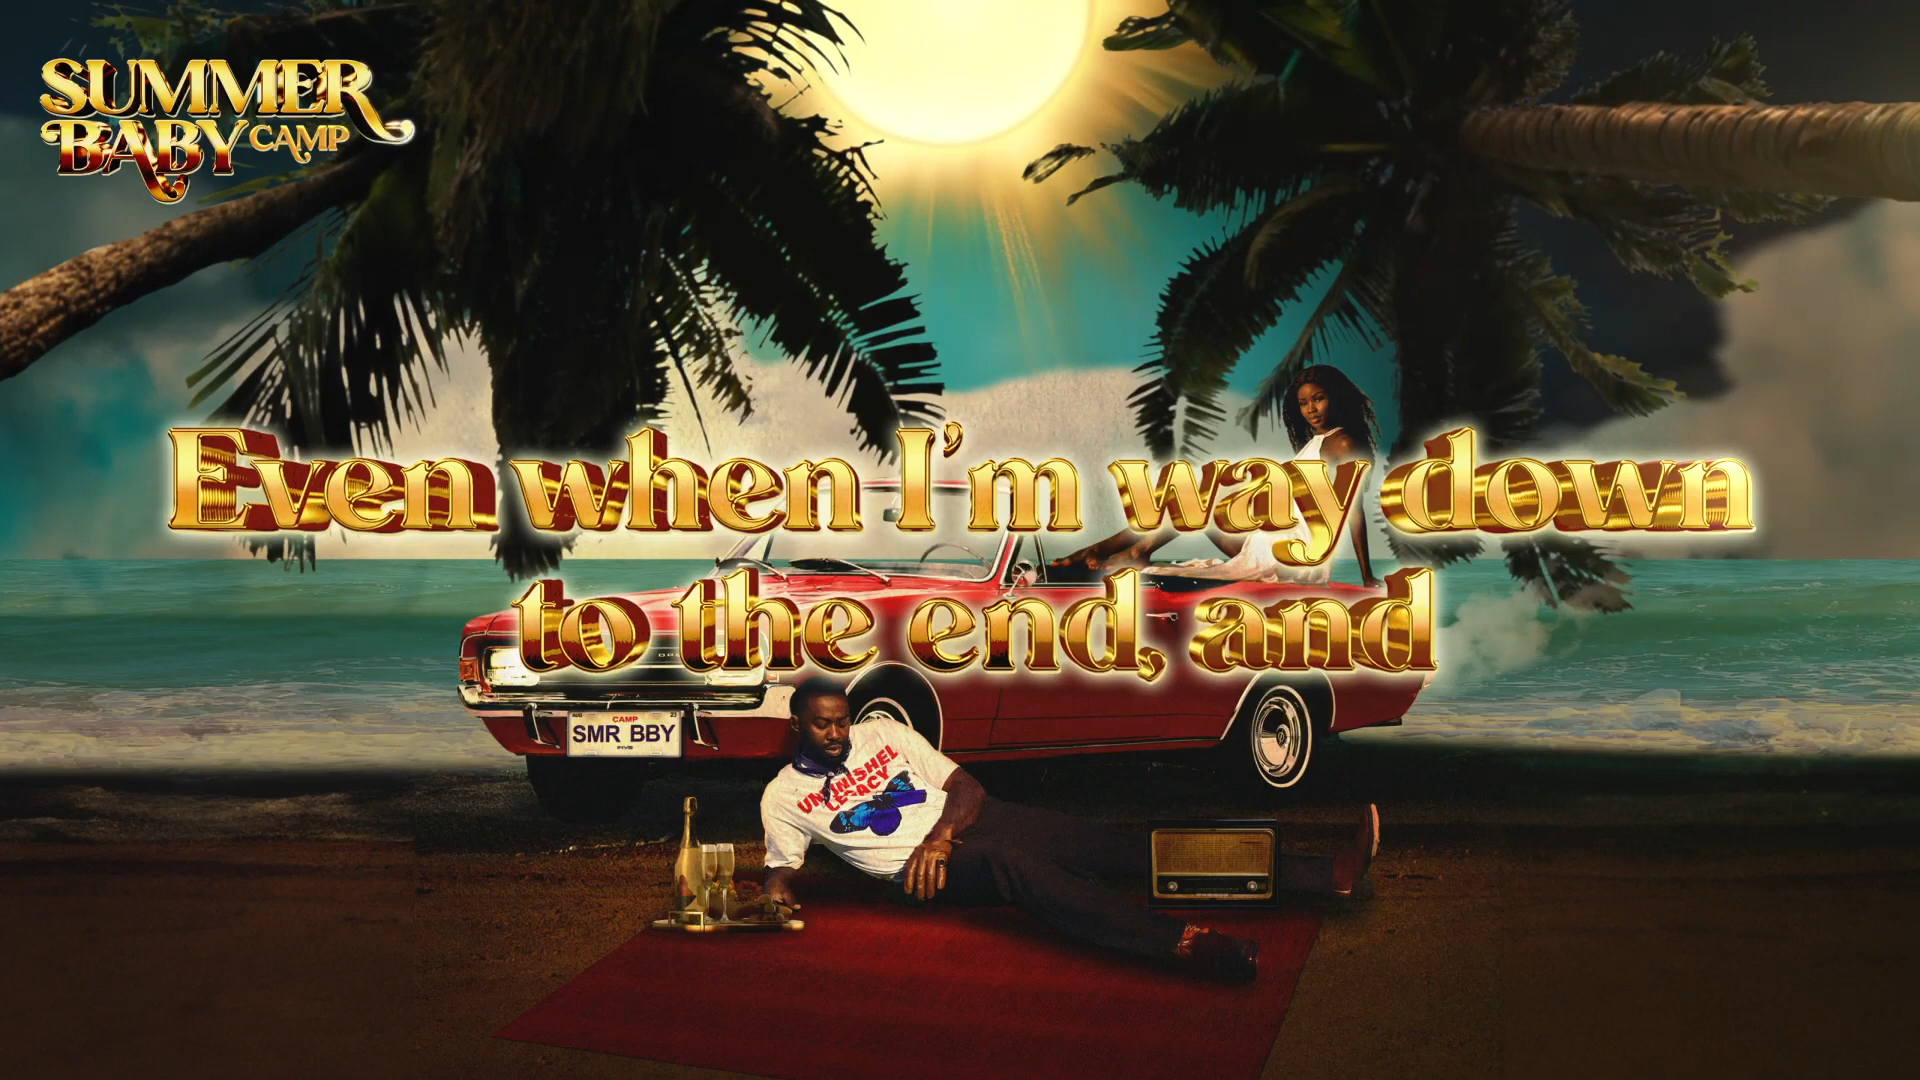 SUMMER
BABY CAMP
Even when I'm way down
to the end, and
CAMP
SMR BBY
UNFINISHED
LEGACY